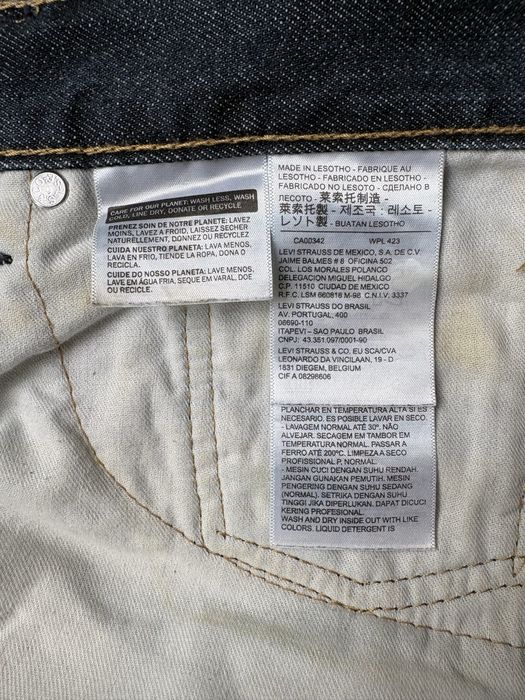 CARE FOR OUR PLANET: WASH LESS, WASH
COLD, LINE DRY, DONATE OR RECYCLE
PRENEZ SOIN DE NOTRE PLANETE: LAVEZ
MOINS, LAVEZ A FROID, LAISSEZ SECHER
NATURELLEMENT, DONNEZ OU RECYCLEZ
CUIDA NUESTRO PLANETA: LAVA MENOS,
LAVA EN FRIO, TIENDE LA ROPA, DONA O
RECICLA.
CUIDE DO NOSSO PLANETA: LAVE MENOS,
LAVE EM ÁGUA FRIA, SEQUE EM VARAL, DOE
OU RECICLE
MADE IN LESOTHO - FABRIQUE AU
LESOTHO - FABRICADO EN LESOTHO -
FABRICADO NO LESOTO - СДЕЛАНО В
ЛЕСОТО - 莱索托制造 -
萊索托製 - 제조국 : 레소토 -
レソト製 - BUATAN LESOTHO
CA00342 WPL 423
LEVI STRAUSS DE MEXICO, S.A. DE C.V.
JAIME BALMES # 8 OFICINA 502
COL. LOS MORALES POLANCO
DELEGACION MIGUEL HIDALGO
C.P. 11510 CIUDAD DE MEXICO
R.F.C. LSM 660818 M-98 C.N.I.V. 3337
LEVI STRAUSS DO BRASIL
AV. PORTUGAL, 400
06690-110
ITAPEVI – SAO PAULO BRASIL
CNPJ: 43.351.097/0001-90
LEVI STRAUSS & CO. EU SCA/CVA
LEONARDO DA VINCILAAN, 19 - D
1831 DIEGEM, BELGIUM
CIF A 08298606
PLANCHAR EN TEMPERATURA ALTA SI ES
NECESARIO. ES POSIBLE LAVAR EN SECO.
- LAVAGEM NORMAL ATÉ 30º. NÃO
ALVEJAR. SECAGEM EM TAMBOR EM
TEMPERATURA NORMAL. PASSAR A
FERRO ATÉ 200ºC. LIMPEZA A SECO
PROFISSIONAL P, NORMAL.
- MESIN CUCI DENGAN SUHU RENDAH.
JANGAN GUNAKAN PEMUTIH. MESIN
PENGERING DENGAN SUHU SEDANG
(NORMAL). SETRIKA DENGAN SUHU
TINGGI JIKA DIPERLUKAN. DAPAT DICUCI
KERING PROFESIONAL.
WASH AND DRY INSIDE OUT WITH LIKE
COLORS. LIQUID DETERGENT IS